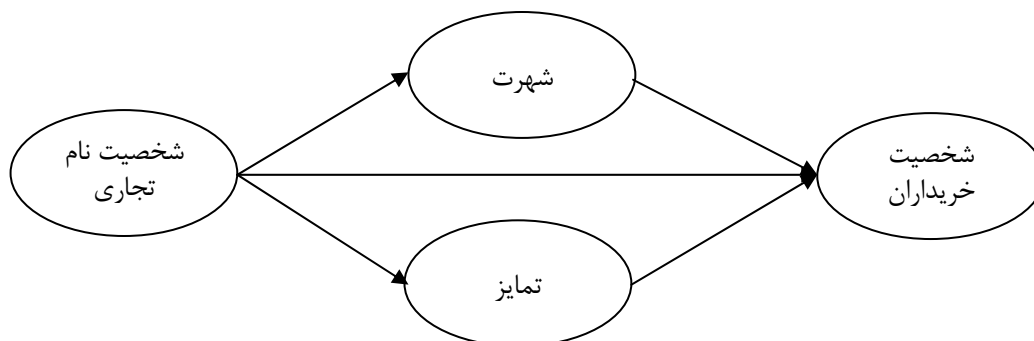 شهرت
شخصیت نام
تجاری
شخصیت
خریداران
تمایز